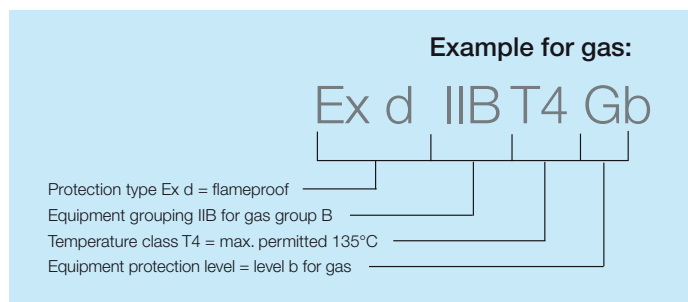 Example for gas:
Ex d IIB T4 Gb
Protection type Ex d = flameproof
Equipment grouping IIB for gas group B
Temperature class T4 = max. permitted 135°C
Equipment protection level = level b for gas